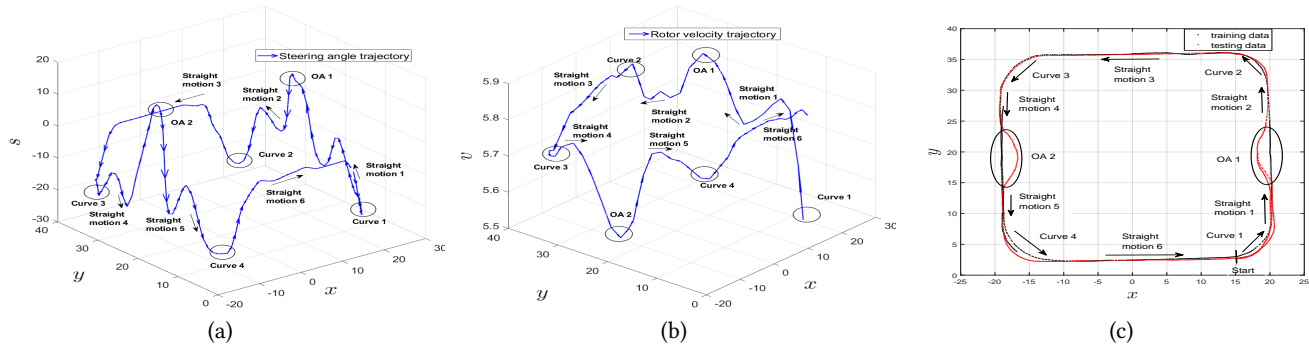 Steering angle trajectory
20
10
0
-10
-20
-30
s
Straight
motion 3
OA 1
Straight
motion 2
OA 2
Curve 2
Straight
motion 1
Curve 3
Straight
motion 4
Straight
motion 5
Straight
motion 6
Curve 1
Curve 4
40
30
20
10
0
y
-20
-10
0
10
20
30
x
(a)
Rotor velocity trajectory
5.9
5.8
5.7
5.6
5.5
5.40
v
Curve 2
OA 1
Straight
motion 3
Straight
motion 1
Straight
motion 2
Straight
motion 4
Straight
motion 5
Straight
motion 6
Curve 3
Curve 4
Curve 1
OA 2
30
20
10
0
y
-20
-10
0
10
20
30
x
(b)
training data
testing data
40
35
30
25
20
15
10
5
0
y
Curve 3
Straight
motion 3
Curve 2
Straight
motion 4
Straight
motion 2
OA 2
OA 1
Straight
motion 5
Straight
motion 1
Curve 4
Straight
motion 6
Curve 1
Start
-25
-20
-15
-10
-5
0
5
10
15
20
25
x
(c)